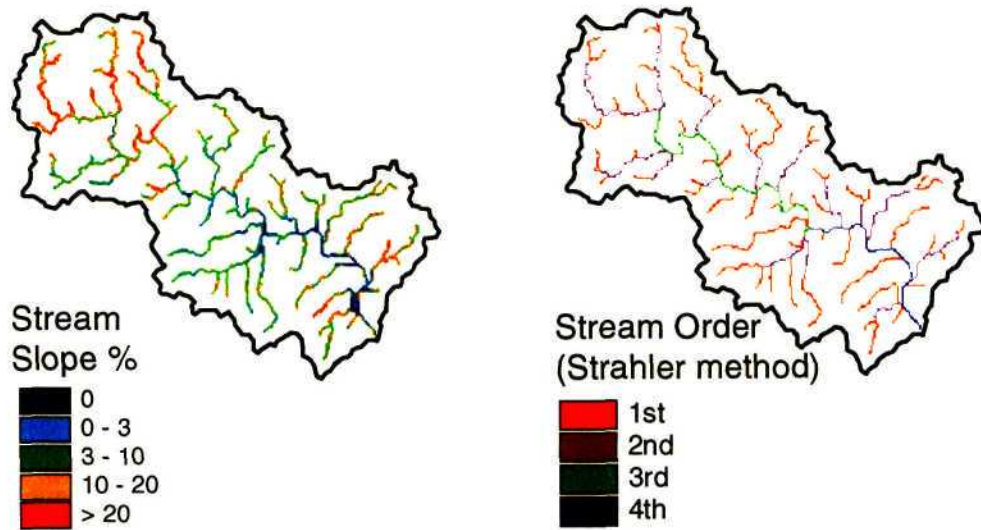 Stream
Slope %
0
0 - 3
3 - 10
10 - 20
> 20
Stream Order
(Strahler method)
1st
2nd
3rd
4th